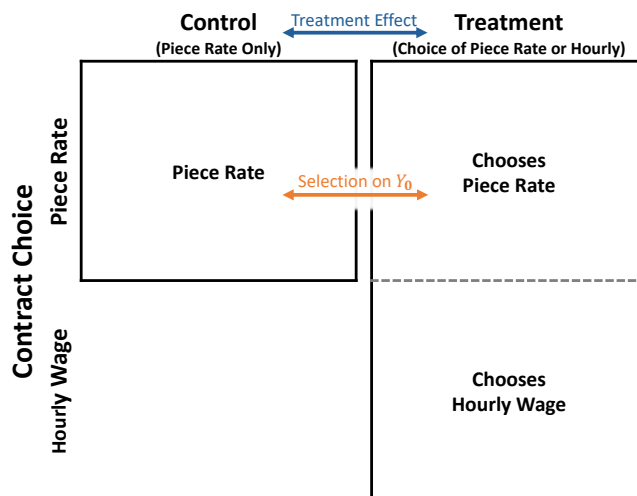 Control
Treatment Effect
Treatment
(Piece Rate Only)
(Choice of Piece Rate or Hourly)
Contract Choice
Piece Rate
Piece Rate
Selection on Y₀
Chooses
Piece Rate
Hourly Wage
Chooses
Hourly Wage